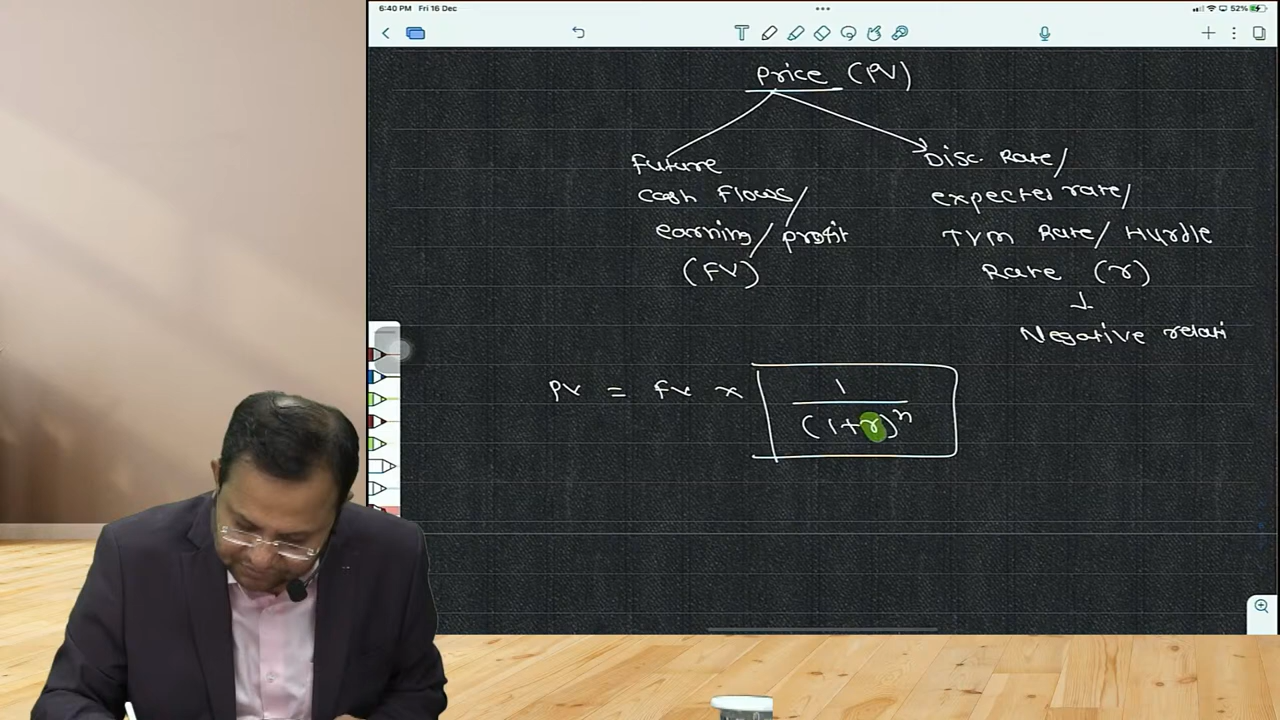 6:40 PM Fri 16 Dec
52%
T
Price (PV)
Future
cash flows/
earning/profit
(FV)
Disc. Rate/
expected rate/
TVM Rate/Hurdle
Rate (r)
Negative relati
PV = FV x 1
(1+r)^n